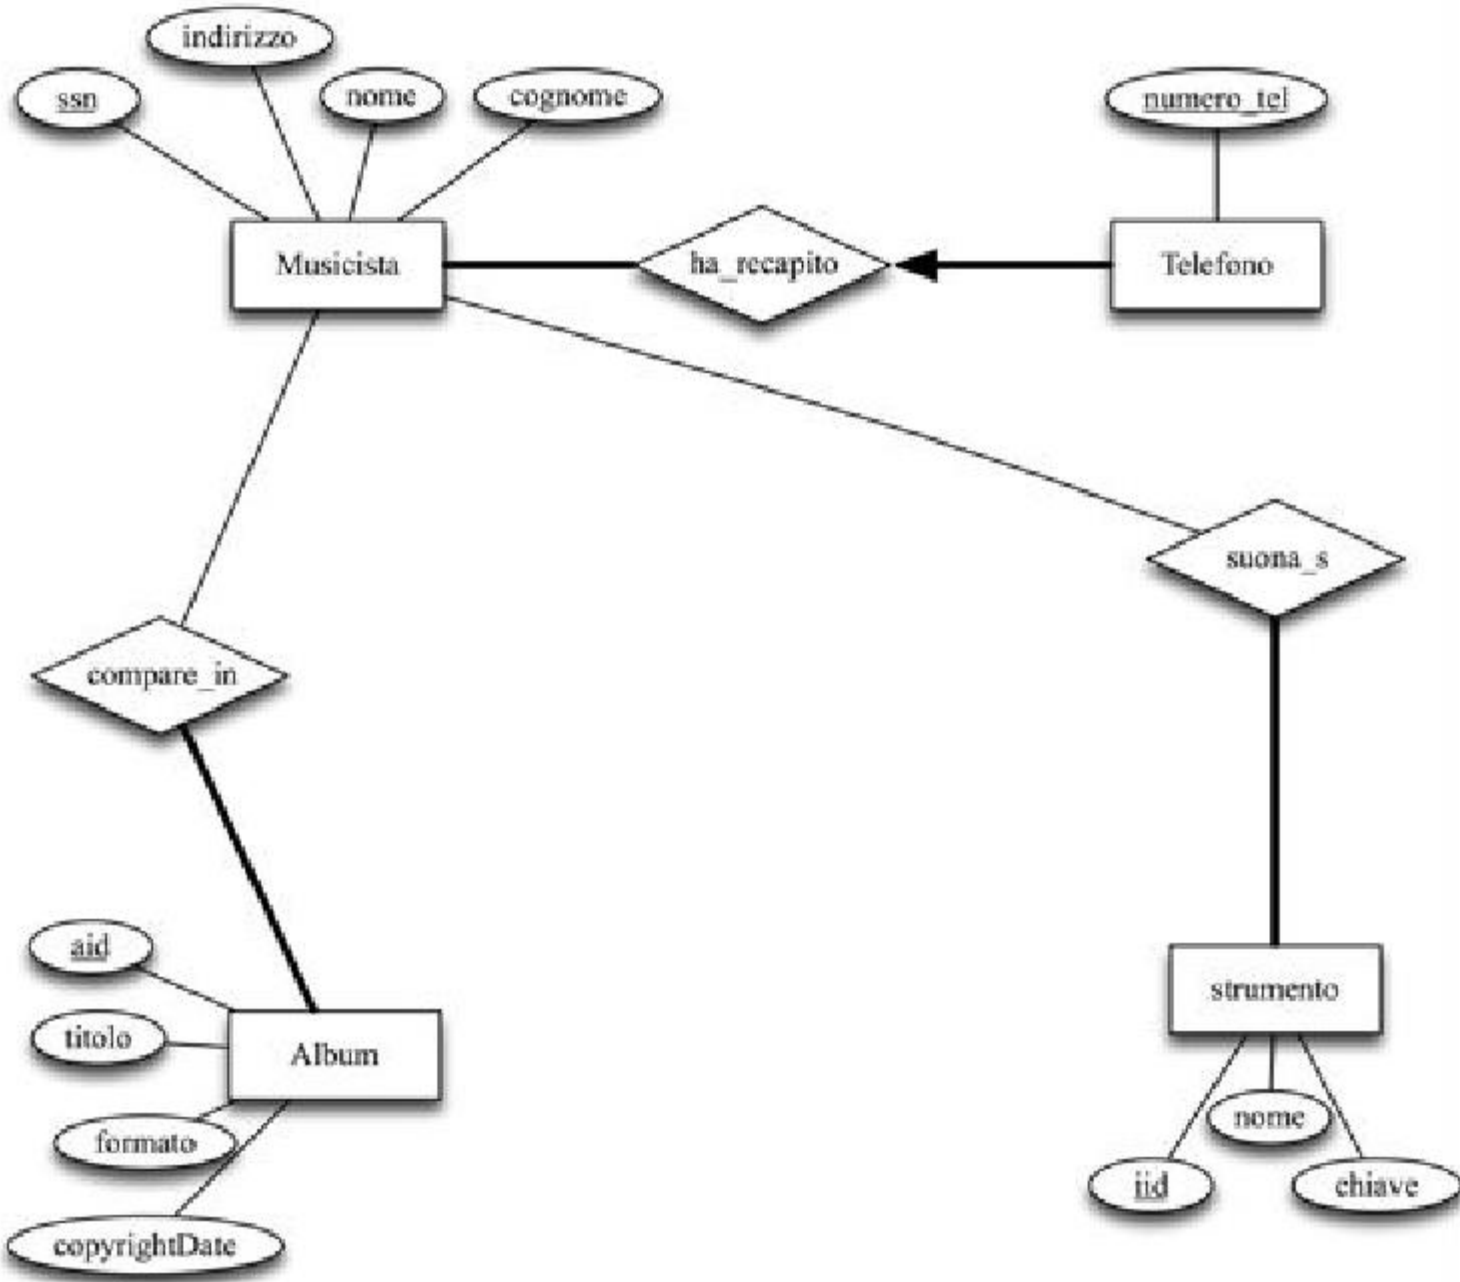 indirizzo
ssn
nome
cognome
numero_tel
Musicista
ha_recapito
Telefono
suona_s
compare_in
aid
titolo
Album
formato
copyrightDate
strumento
nome
iid
chiave